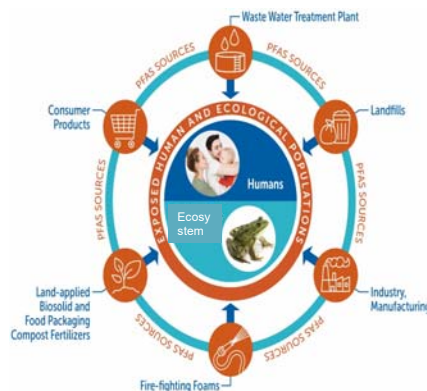 Waste Water Treatment Plant
PFAS SOURCES
PFAS SOURCES
Consumer
Products
Landfills
EXPOSED HUMAN AND ECOLOGICAL POPULATIONS
Humans
PFAS SOURCES
PFAS SOURCES
Ecosy
stem
Land-applied
Biosolid and
Food Packaging
Compost Fertilizers
Industry,
Manufacturing
PFAS SOURCES
PFAS SOURCES
Fire-fighting Foams